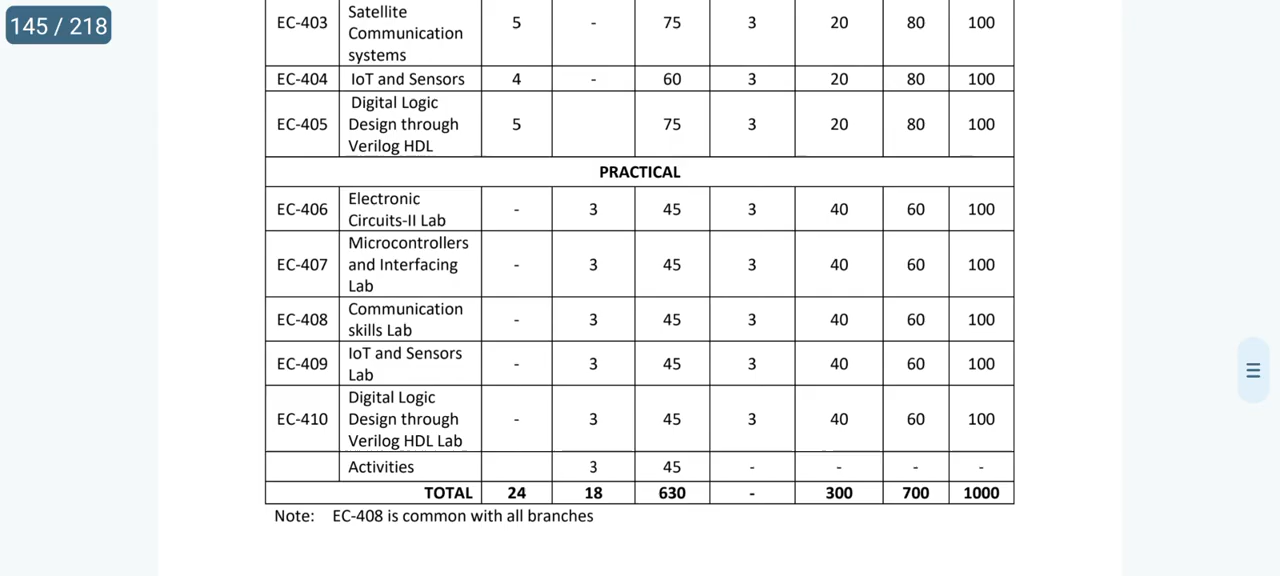 145 / 218
EC-403 Satellite Communication systems 5 - 75 3 20 80 100
EC-404 IoT and Sensors 4 - 60 3 20 80 100
EC-405 Digital Logic Design through Verilog HDL 5 75 3 20 80 100
PRACTICAL
EC-406 Electronic Circuits-II Lab - 3 45 3 40 60 100
EC-407 Microcontrollers and Interfacing Lab - 3 45 3 40 60 100
EC-408 Communication skills Lab - 3 45 3 40 60 100
EC-409 IoT and Sensors Lab - 3 45 3 40 60 100
EC-410 Digital Logic Design through Verilog HDL Lab - 3 45 3 40 60 100
Activities 3 45 - - - -
TOTAL 24 18 630 - 300 700 1000
Note: EC-408 is common with all branches